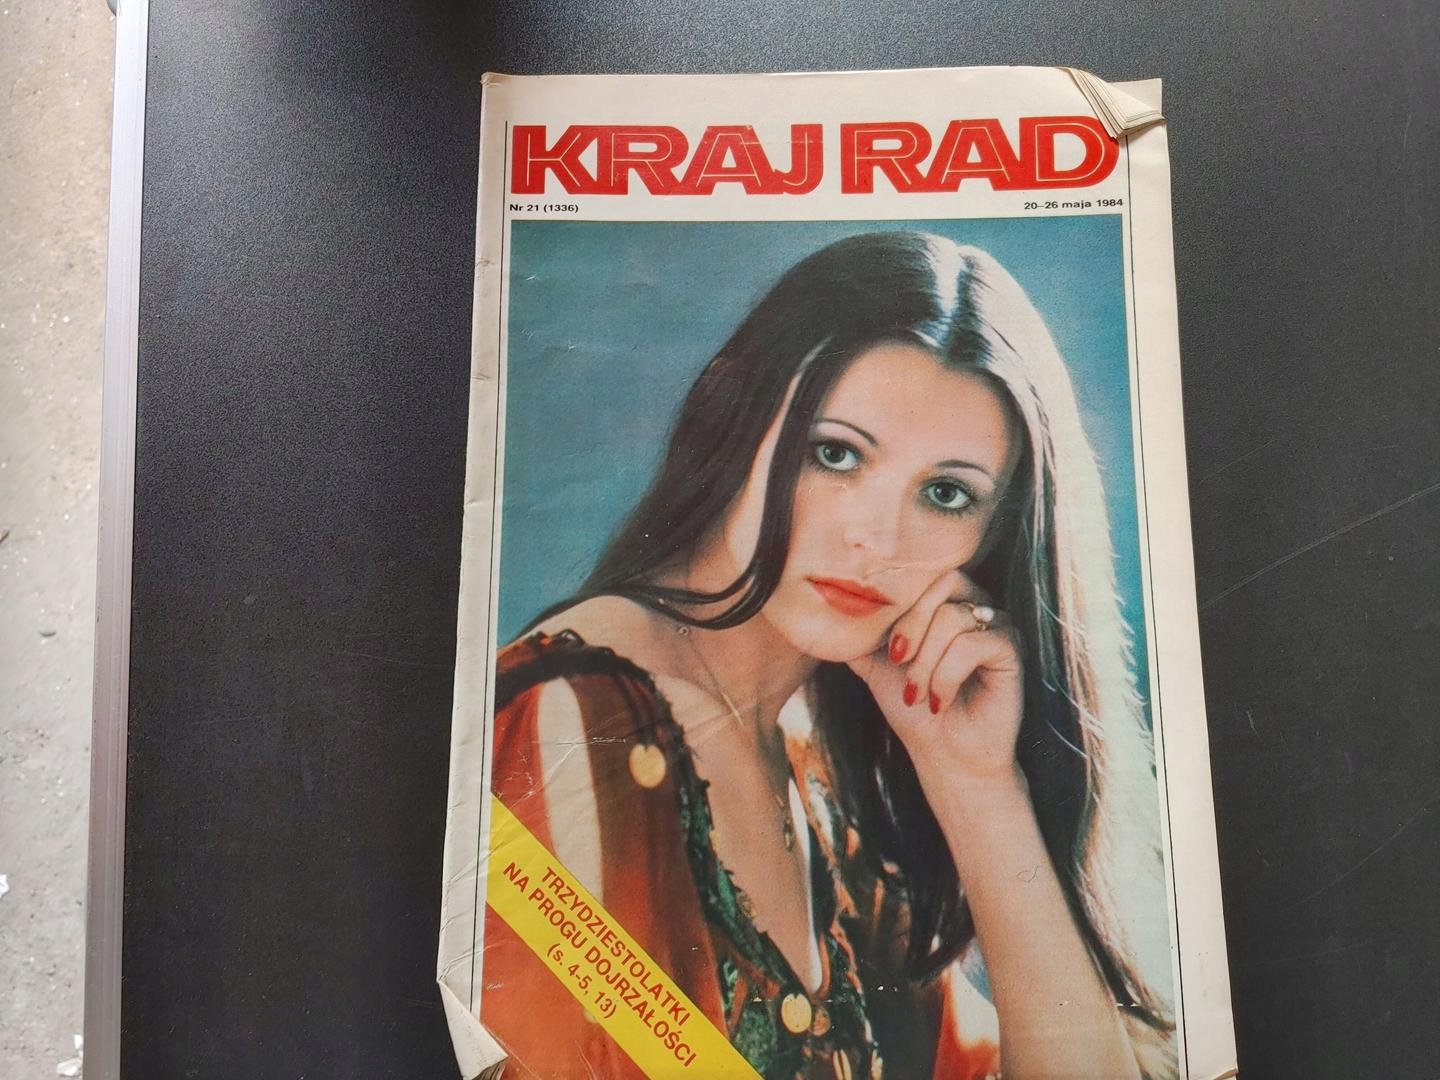 KRAJ RAD
Nr 21 (1336)
20–26 maja 1984
TRZYDZIESTOLATKI
NA PROGU DOJRZAŁOŚCI
(s. 4-5, 13)